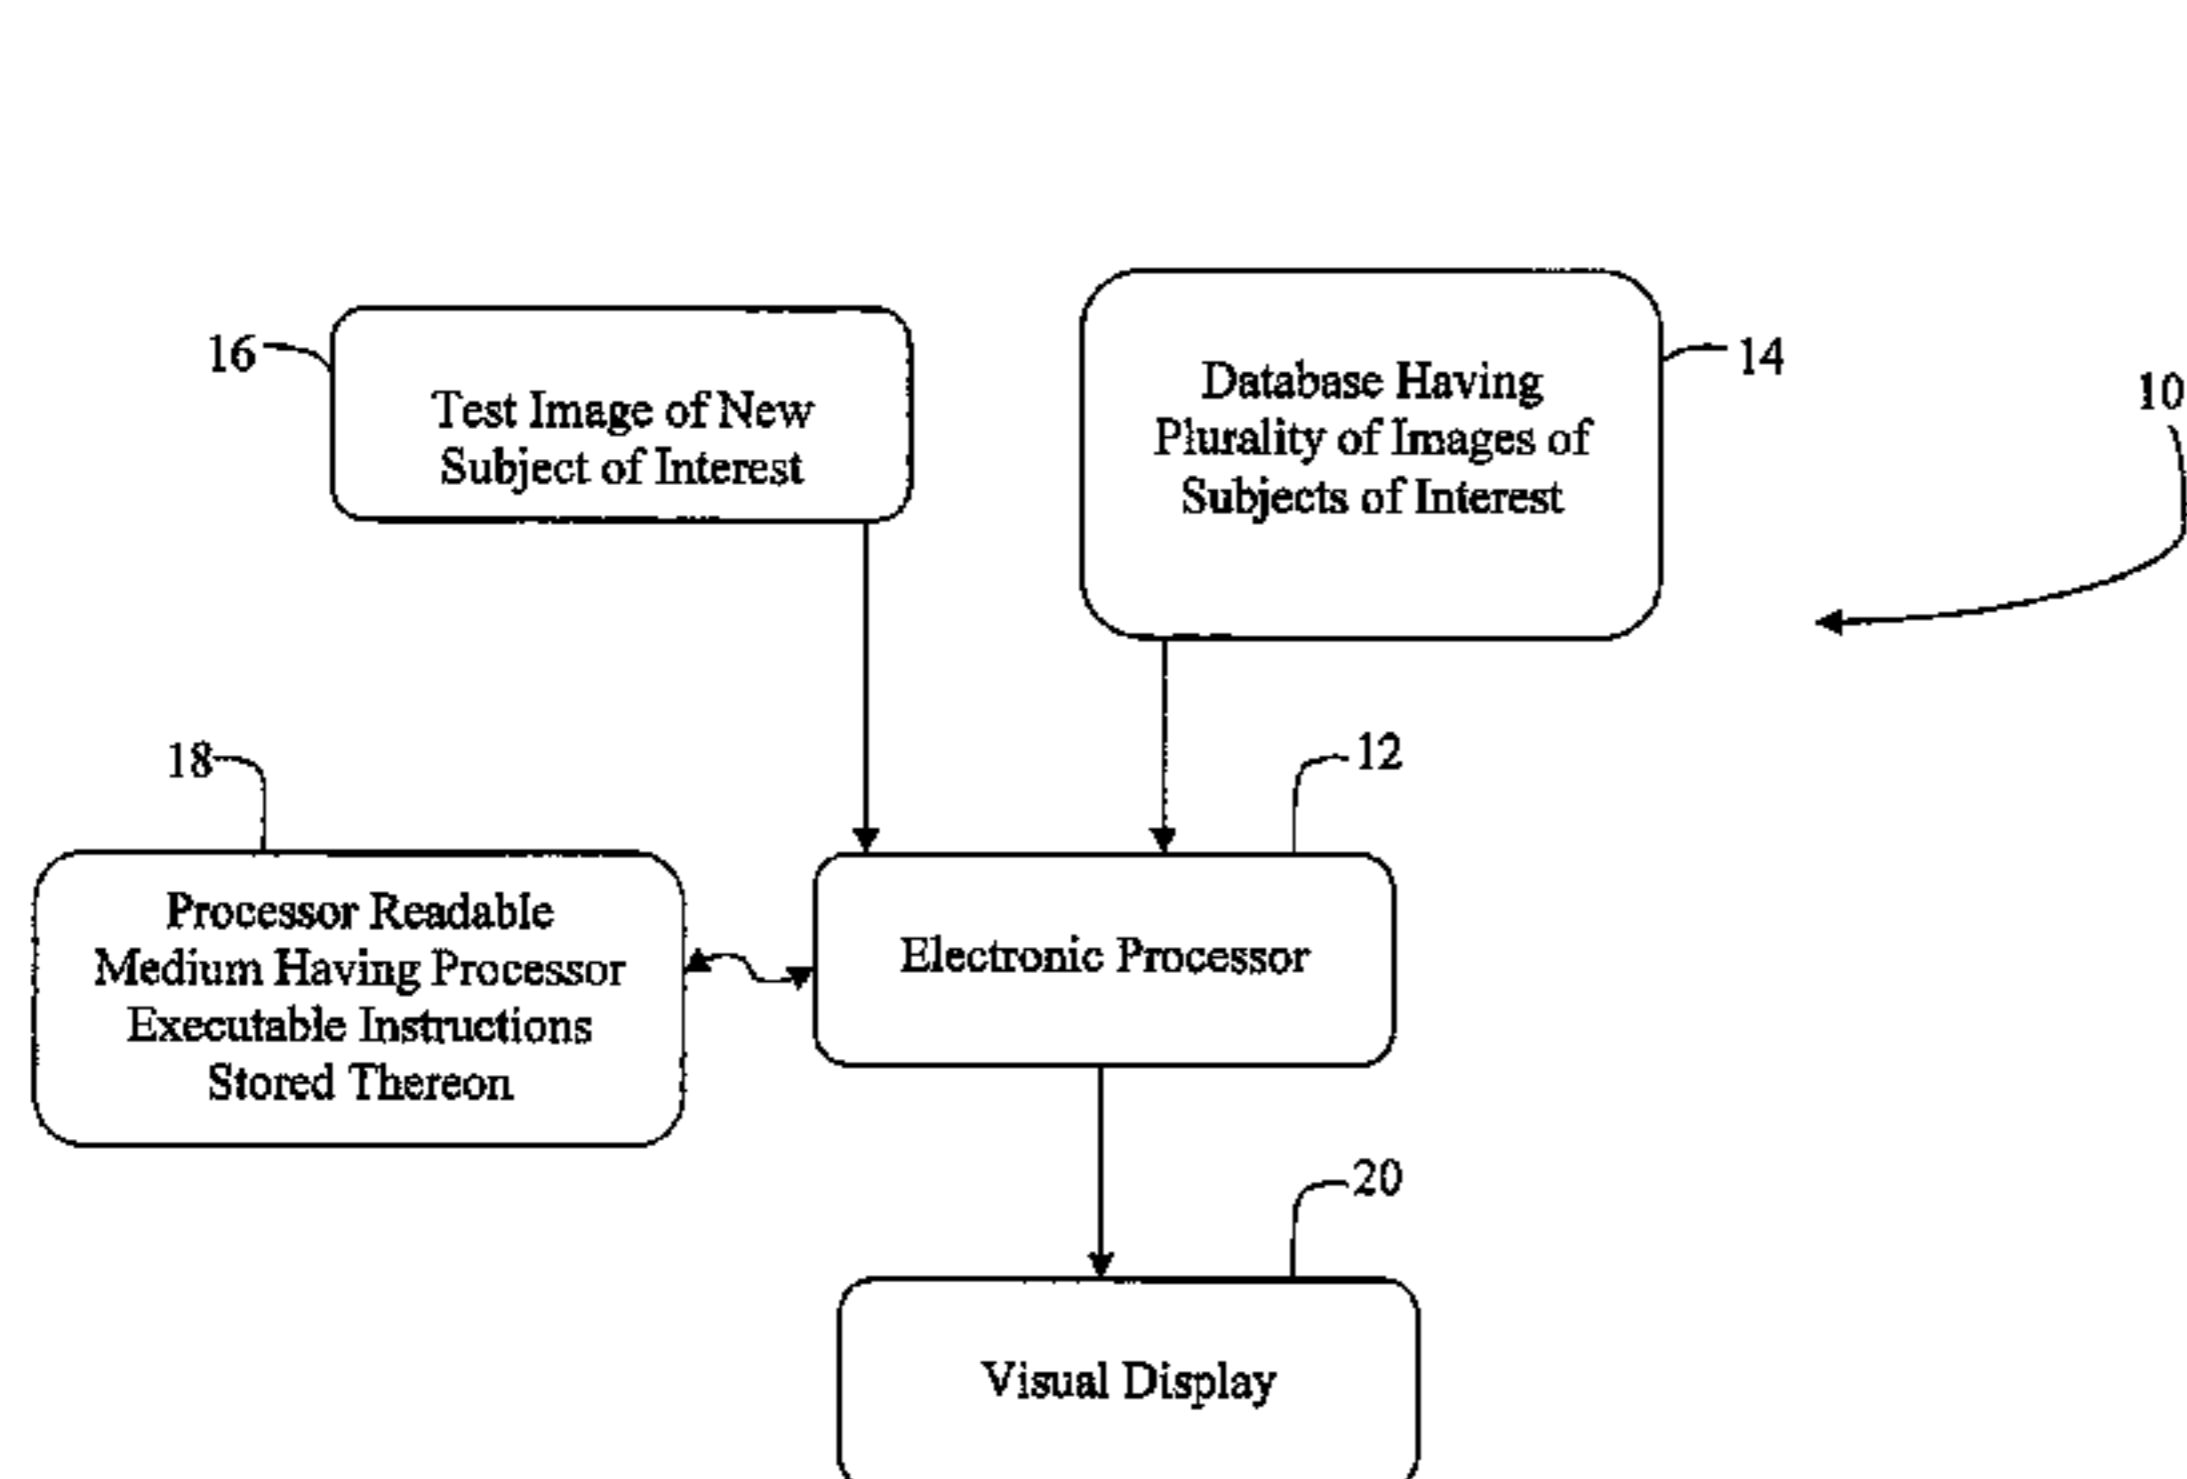 16
Test Image of New
Subject of Interest
Database Having
Plurality of Images of
Subjects of Interest
14
10
18
Processor Readable
Medium Having Processor
Executable Instructions
Stored Thereon
12
Electronic Processor
20
Visual Display